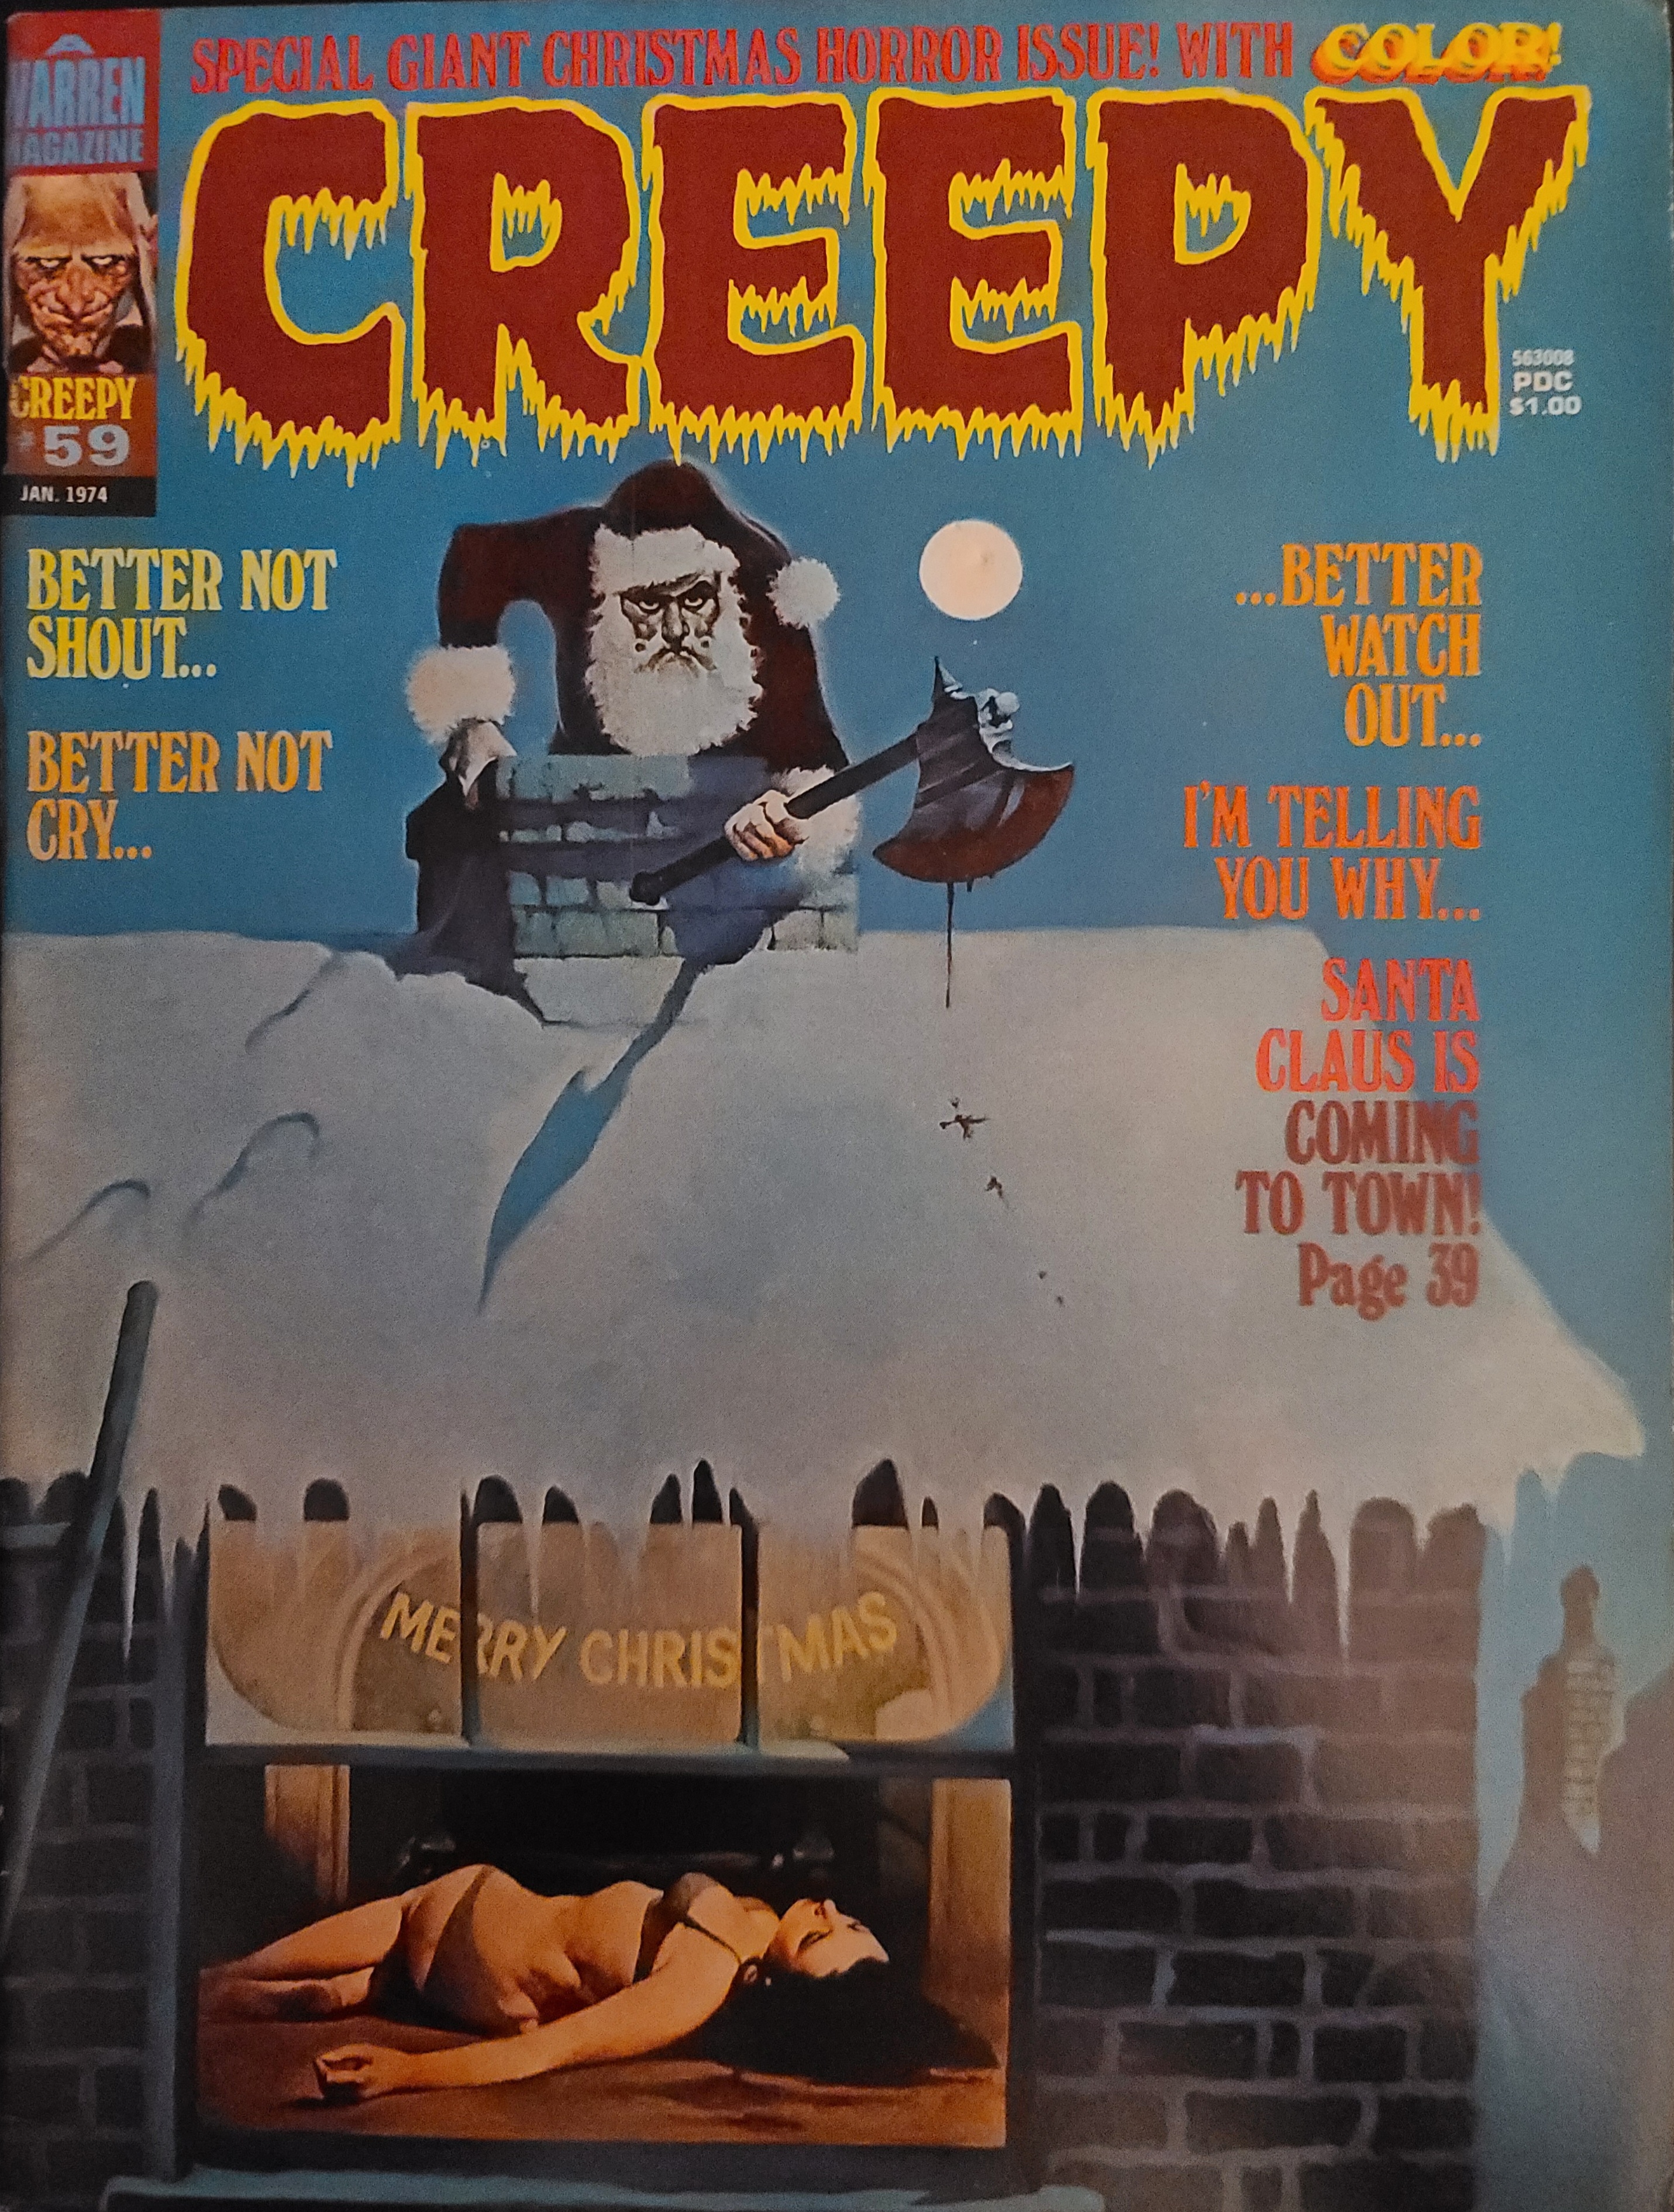 A
WARREN
MAGAZINE
SPECIAL GIANT CHRISTMAS HORROR ISSUE! WITH COLOR!
CREEPY
CREEPY
#59
JAN. 1974
563008
PDC
$1.00
BETTER NOT
SHOUT...
BETTER NOT
CRY...
...BETTER
WATCH
OUT...
I'M TELLING
YOU WHY...
SANTA
CLAUS IS
COMING
TO TOWN!
Page 39
MERRY CHRISTMAS